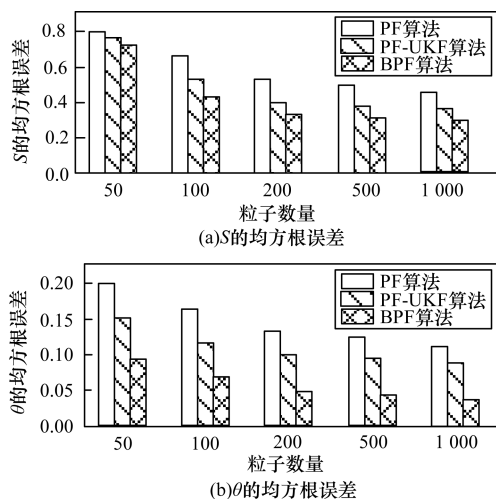 PF算法
PF-UKF算法
BPF算法
S的均方根误差
0.8
0.6
0.4
0.2
0.0
50 100 200 500 1 000
粒子数量
(a)S的均方根误差
PF算法
PF-UKF算法
BPF算法
θ的均方根误差
0.20
0.15
0.10
0.05
0.00
50 100 200 500 1 000
粒子数量
(b)θ的均方根误差